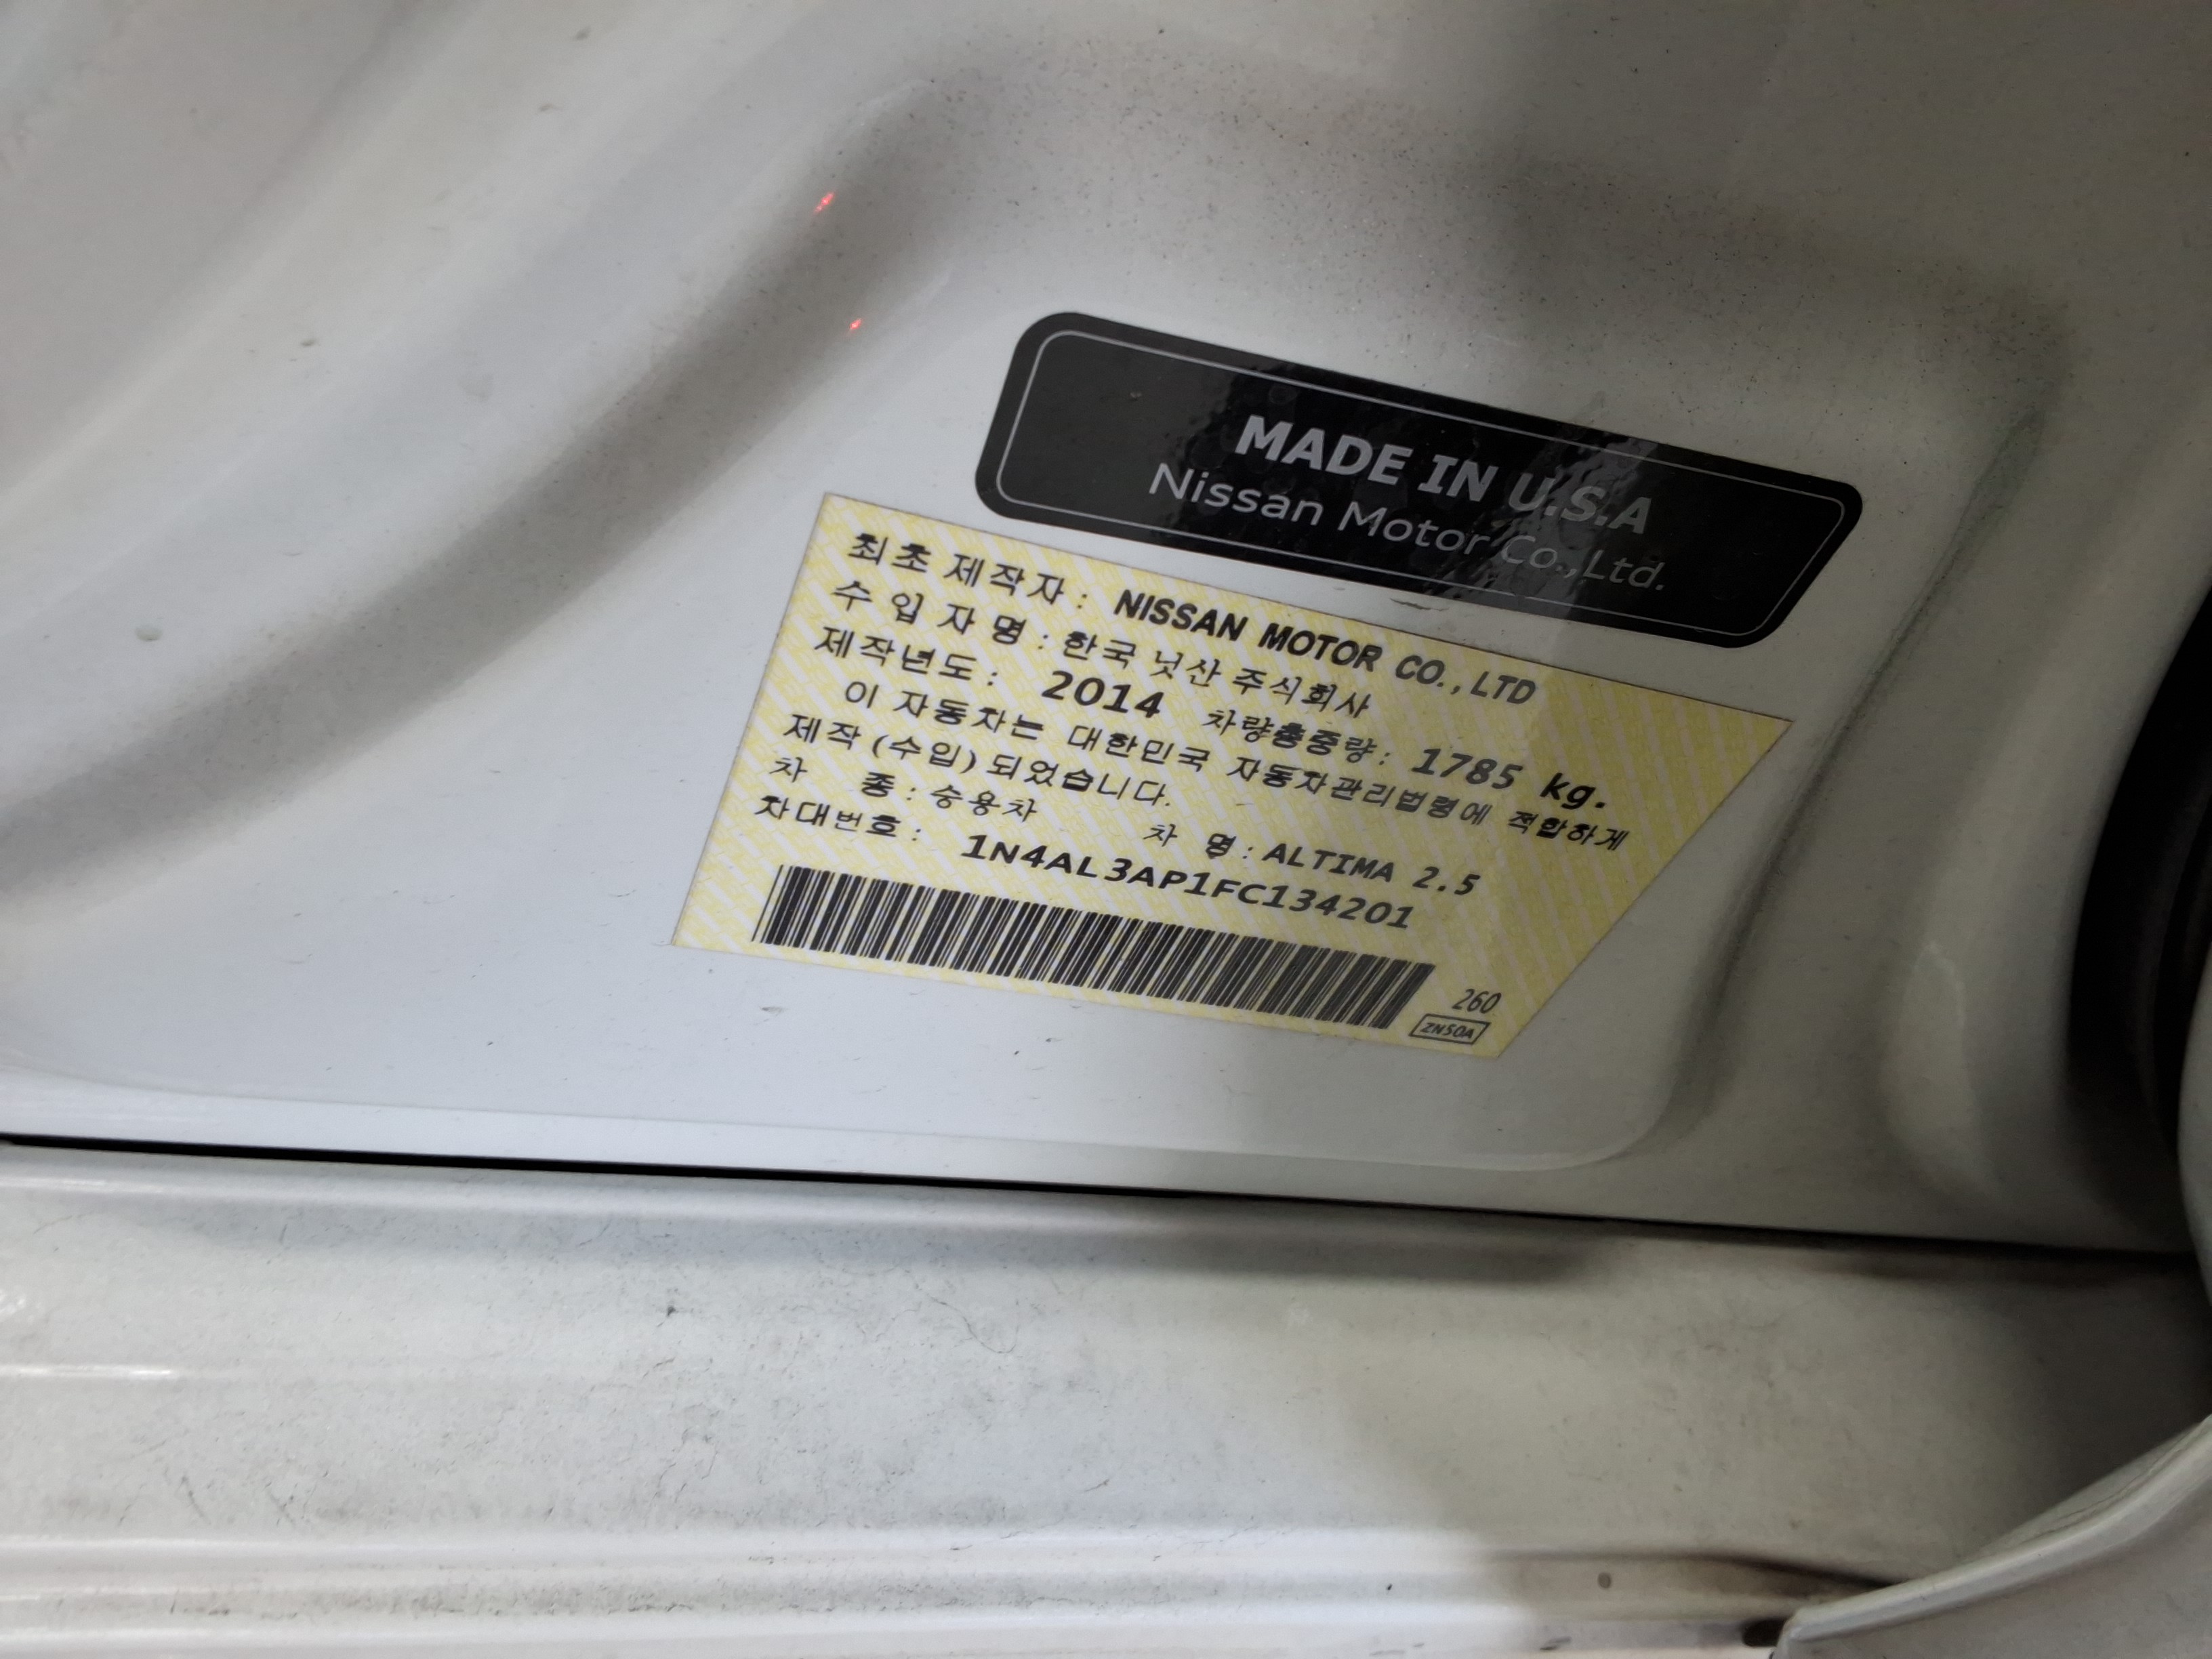 MADE IN U.S.A
Nissan Motor Co.,Ltd.
최초 제작자 : NISSAN MOTOR CO.,LTD
수 입 자 명 : 한국 닛산 주식회사
제작년도 : 2014 차량총중량 : 1785 kg.
이 자동차는 대한민국 자동차관리법령에 적합하게
제작 (수입) 되었습니다.
차 종 : 승용차 차 명 : ALTIMA 2.5
차대번호 : 1N4AL3AP1FC134201
260
ZN50A